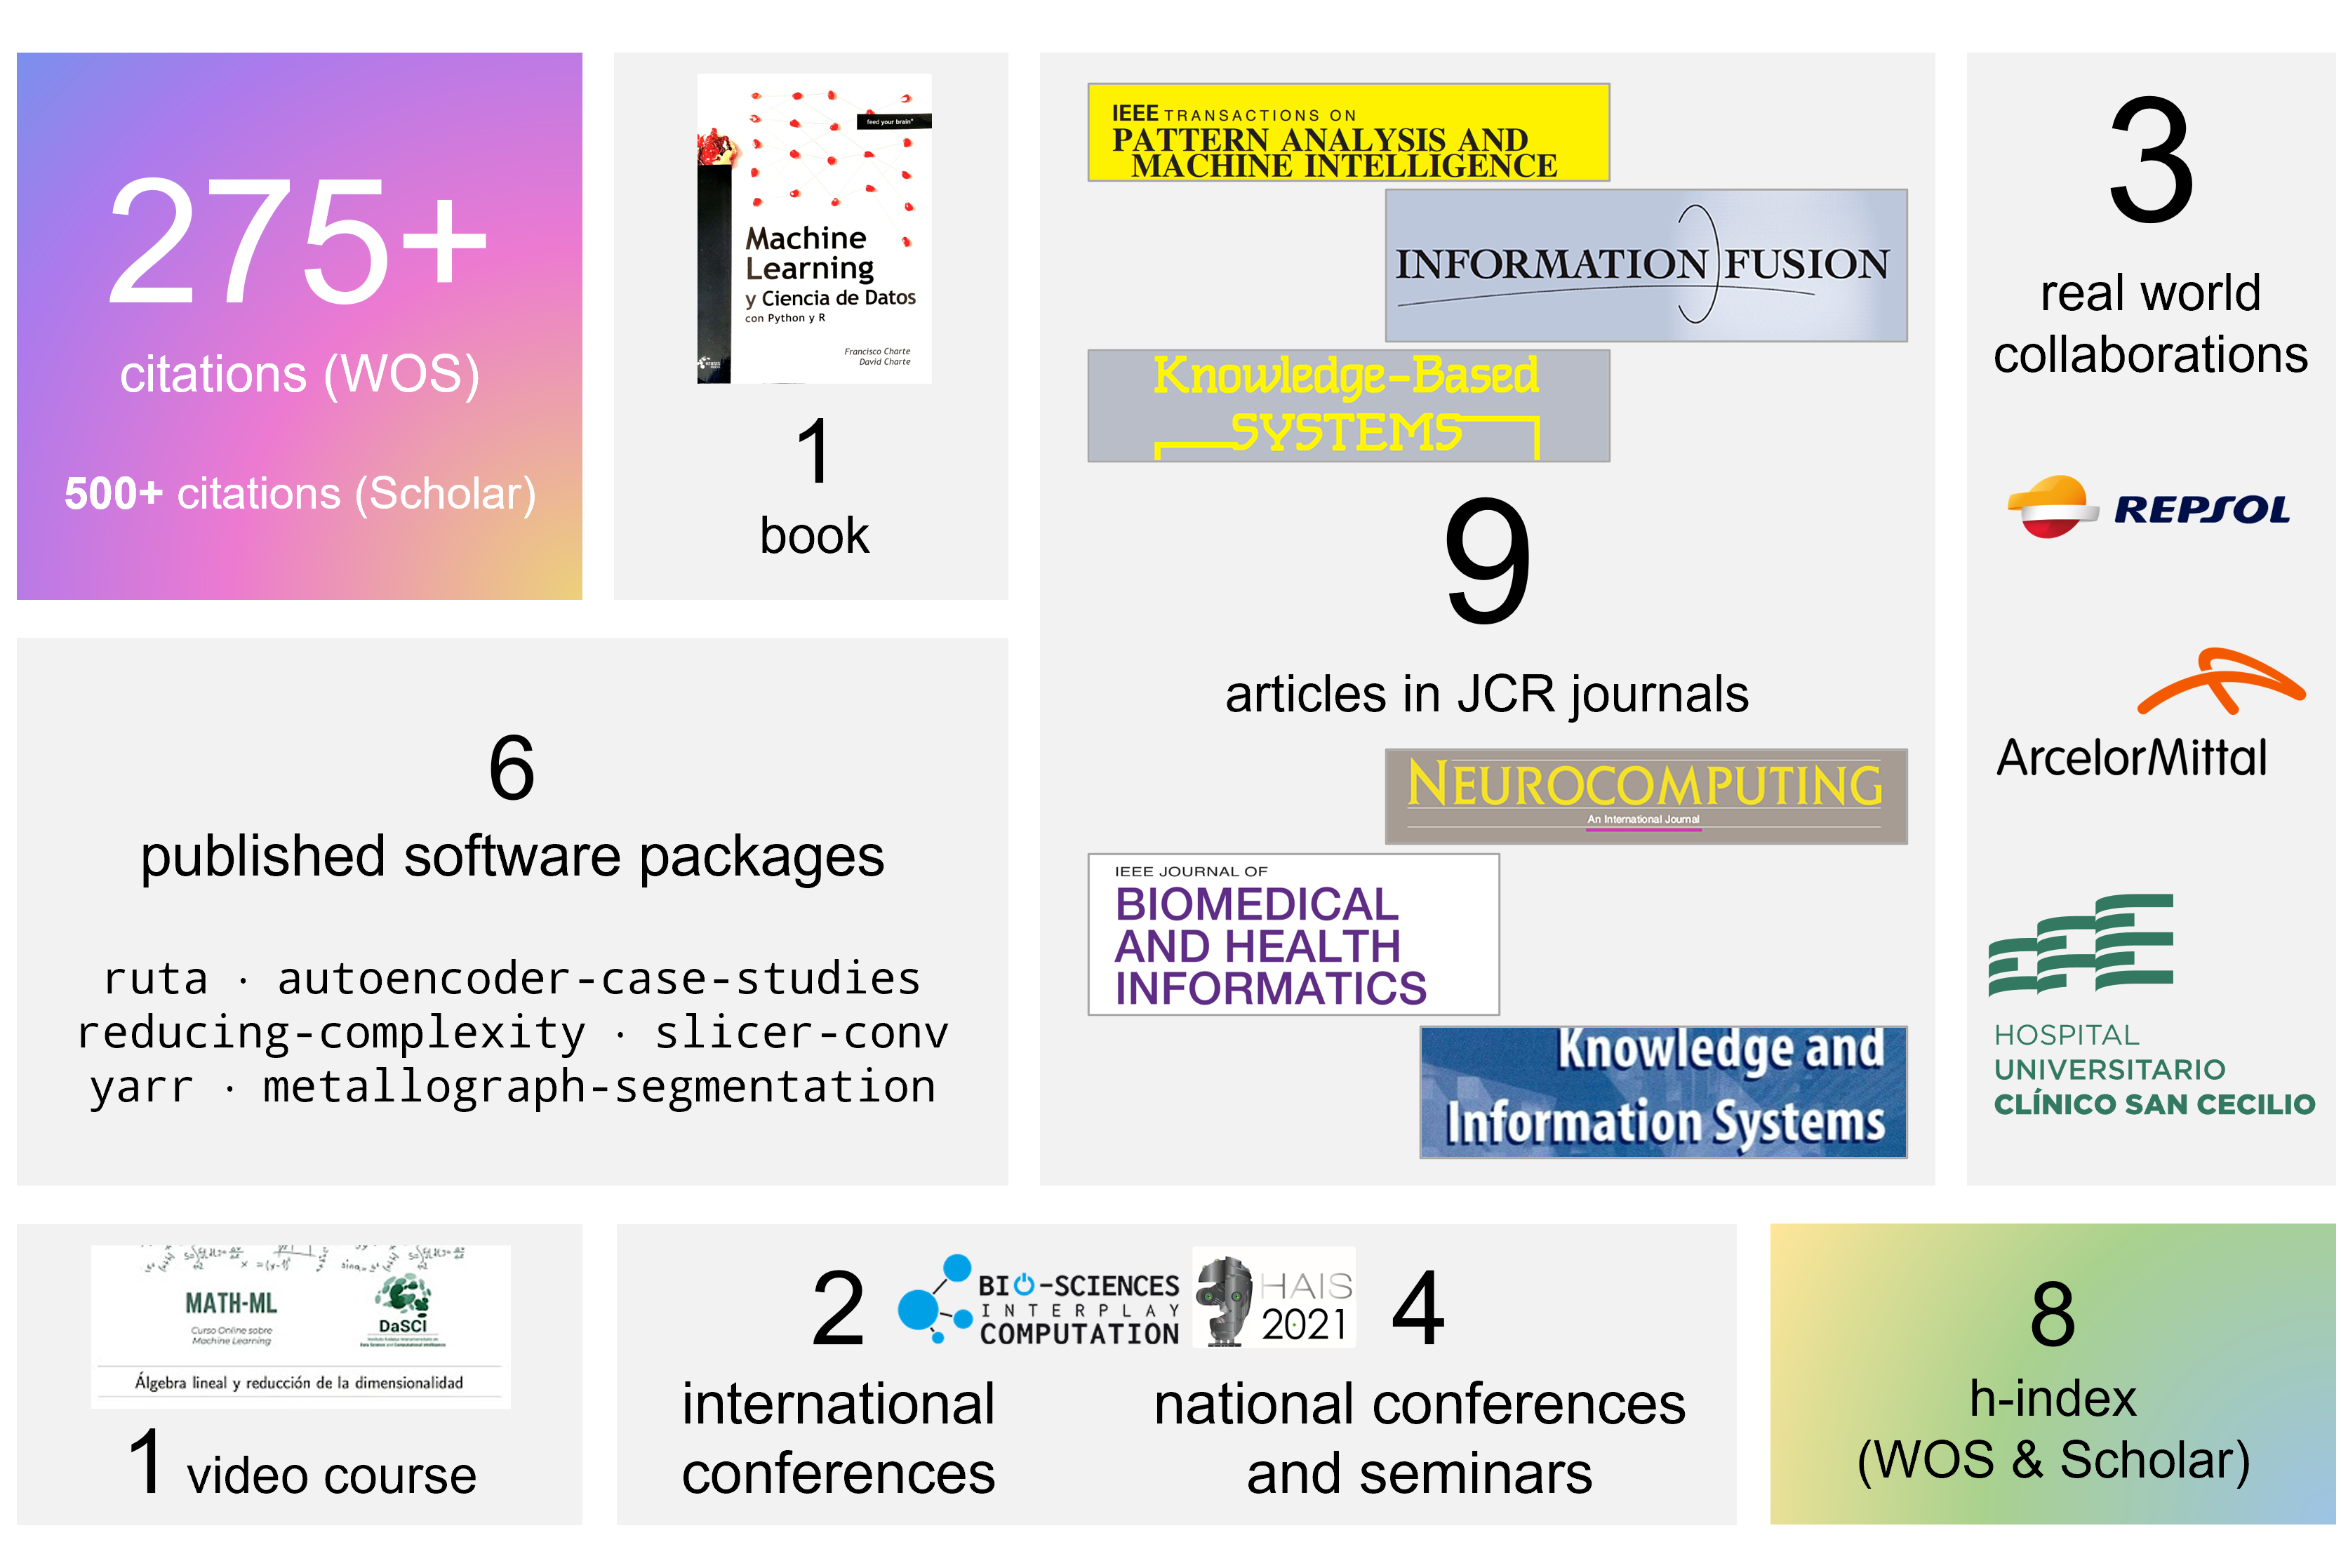 275+
citations (WOS)
500+ citations (Scholar)
feed your brain
Machine
Learning
y Ciencia de Datos
con Python y R
Francisco Charte
David Charte
1
book
IEEE TRANSACTIONS ON
PATTERN ANALYSIS AND
MACHINE INTELLIGENCE
INFORMATION FUSION
Knowledge-Based
SYSTEMS
9
articles in JCR journals
NEUROCOMPUTING
An International Journal
IEEE JOURNAL OF
BIOMEDICAL
AND HEALTH
INFORMATICS
Knowledge and
Information Systems
3
real world
collaborations
REPSOL
ArcelorMittal
HOSPITAL
UNIVERSITARIO
CLÍNICO SAN CECILIO
6
published software packages
ruta · autoencoder-case-studies
reducing-complexity · slicer-conv
yarr · metallograph-segmentation
MATH-ML
Curso Online sobre
Machine Learning
DaSCI
Álgebra lineal y reducción de la dimensionalidad
1 video course
2
BIO-SCIENCES
INTERPLAY
COMPUTATION
international
conferences
HAIS
2021
4
national conferences
and seminars
8
h-index
(WOS & Scholar)